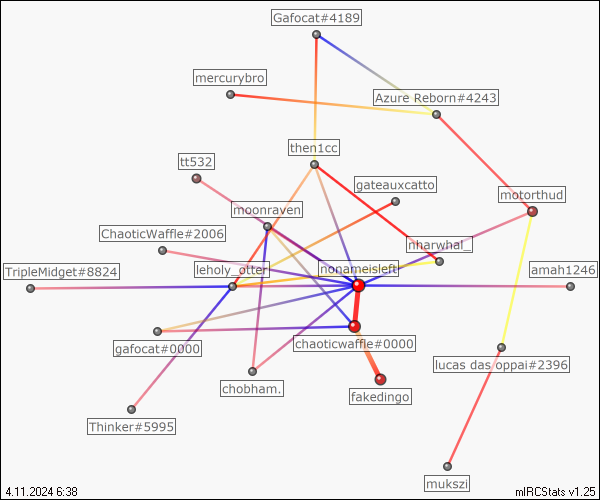 Gafocat#4189
mercurybro
Azure Reborn#4243
then1cc
tt532
gateauxcatto
motorthud
moonraven
ChaoticWaffle#2006
nharwhal_
TripleMidget#8824
leholy_otter
nonameisleft
amah1246
gafocat#0000
chaoticwaffle#0000
lucas das oppai#2396
chobham.
fakedingo
Thinker#5995
mukszi
4.11.2024 6:38
mIRCStats v1.25